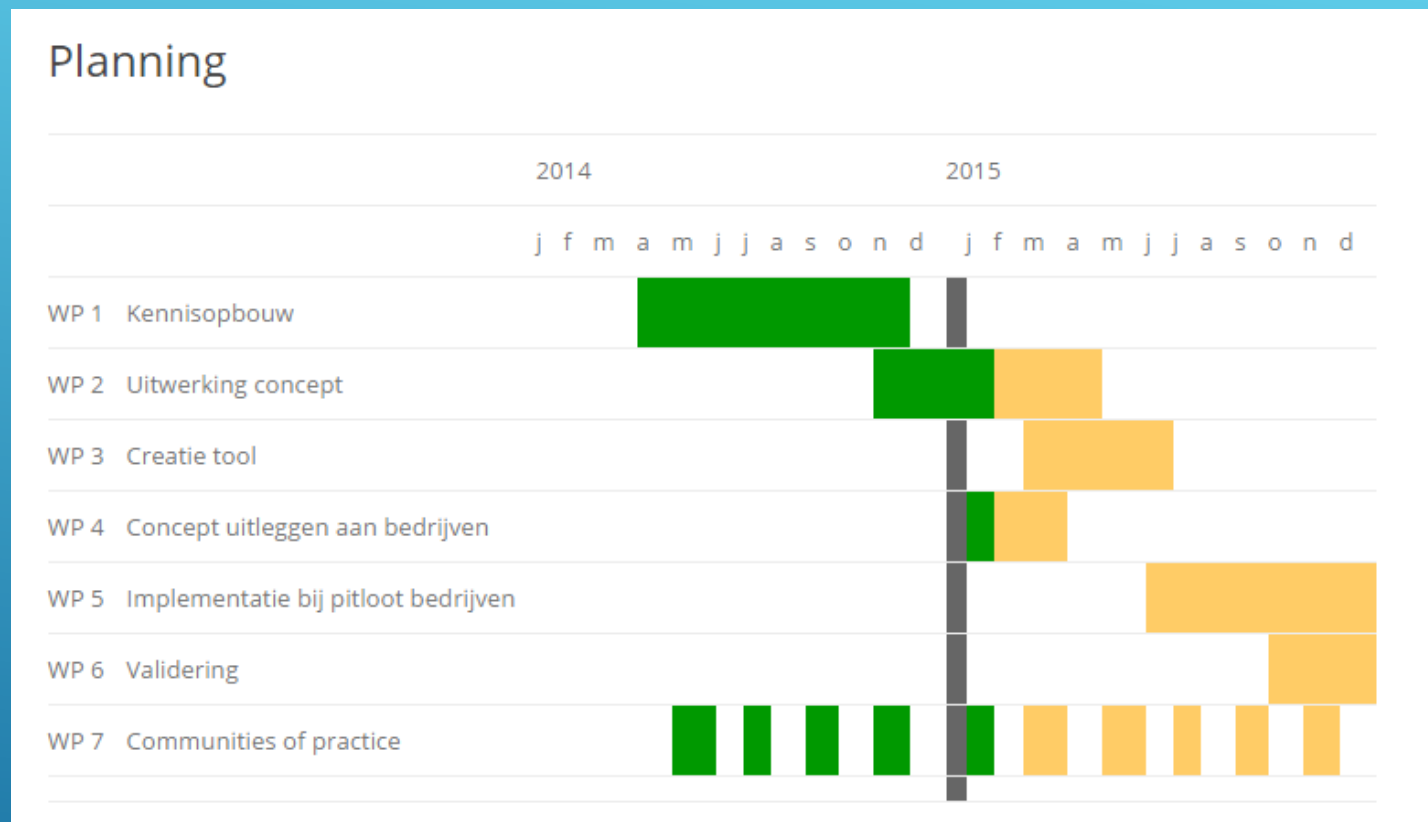 Planning
2014 2015
j f m a m j j a s o n d j f m a m j j a s o n d
WP 1 Kennisopbouw
WP 2 Uitwerking concept
WP 3 Creatie tool
WP 4 Concept uitleggen aan bedrijven
WP 5 Implementatie bij pitloot bedrijven
WP 6 Validering
WP 7 Communities of practice